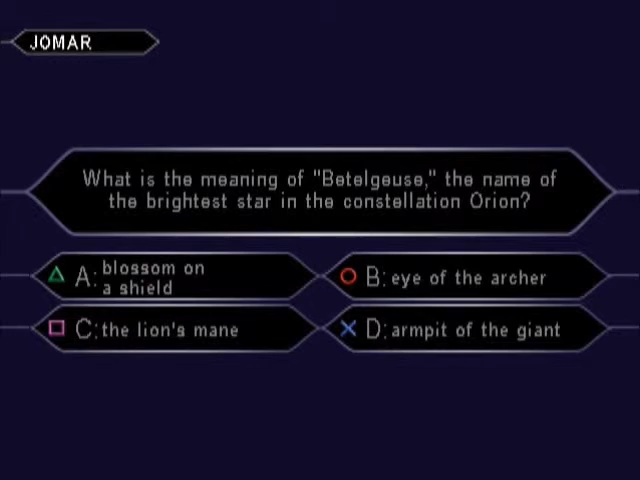 JOMAR
What is the meaning of "Betelgeuse," the name of
the brightest star in the constellation Orion?
A: blossom on
a shield
B: eye of the archer
C: the lion's mane
D: armpit of the giant